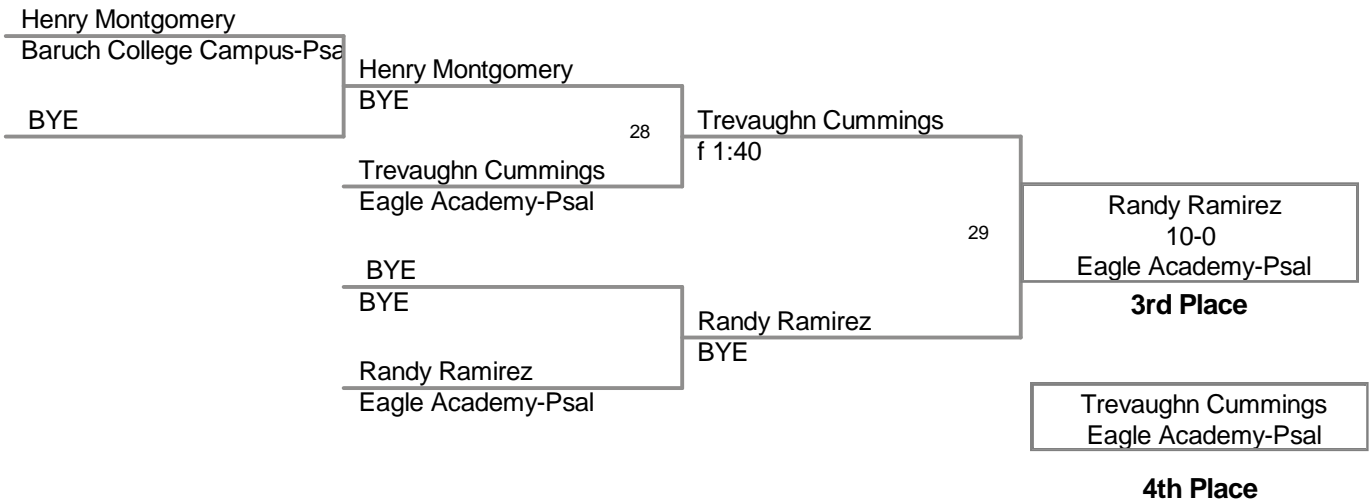 Henry Montgomery
Baruch College Campus-Psa
BYE
Henry Montgomery
BYE
28
Trevaughn Cummings
Eagle Academy-Psal
BYE
BYE
Randy Ramirez
Eagle Academy-Psal
Trevaughn Cummings
f 1:40
29
Randy Ramirez
BYE
Randy Ramirez
10-0
Eagle Academy-Psal
3rd Place
Trevaughn Cummings
Eagle Academy-Psal
4th Place